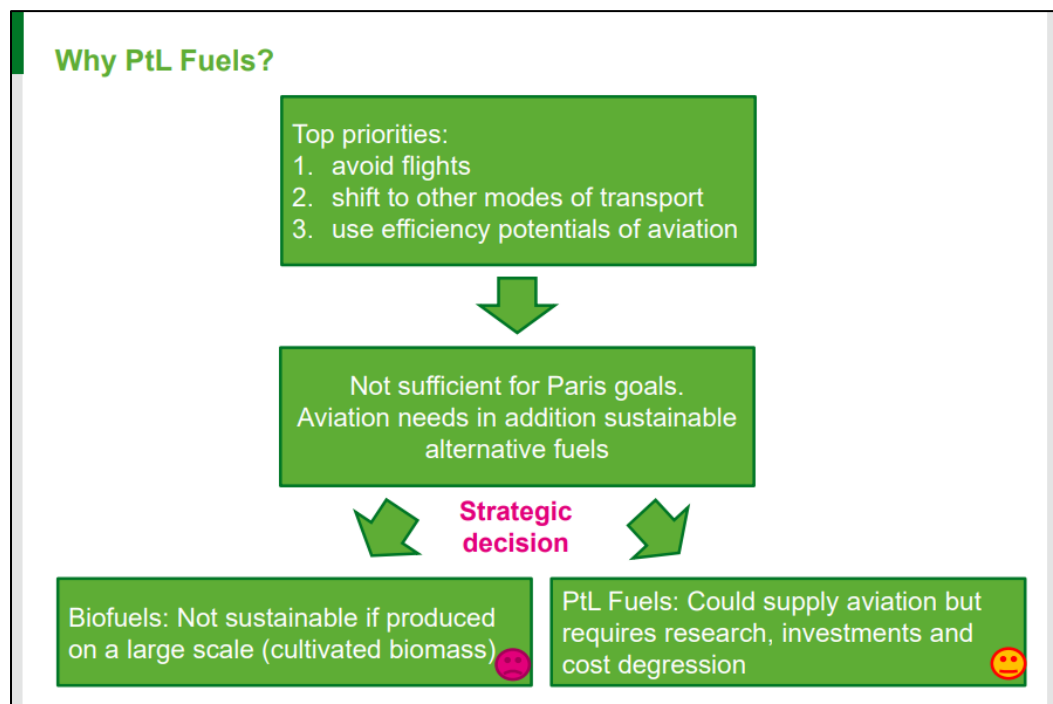 Why PtL Fuels?
Top priorities:
1. avoid flights
2. shift to other modes of transport
3. use efficiency potentials of aviation
Not sufficient for Paris goals.
Aviation needs in addition sustainable
alternative fuels
Strategic
decision
Biofuels: Not sustainable if produced
on a large scale (cultivated biomass)
PtL Fuels: Could supply aviation but
requires research, investments and
cost degression